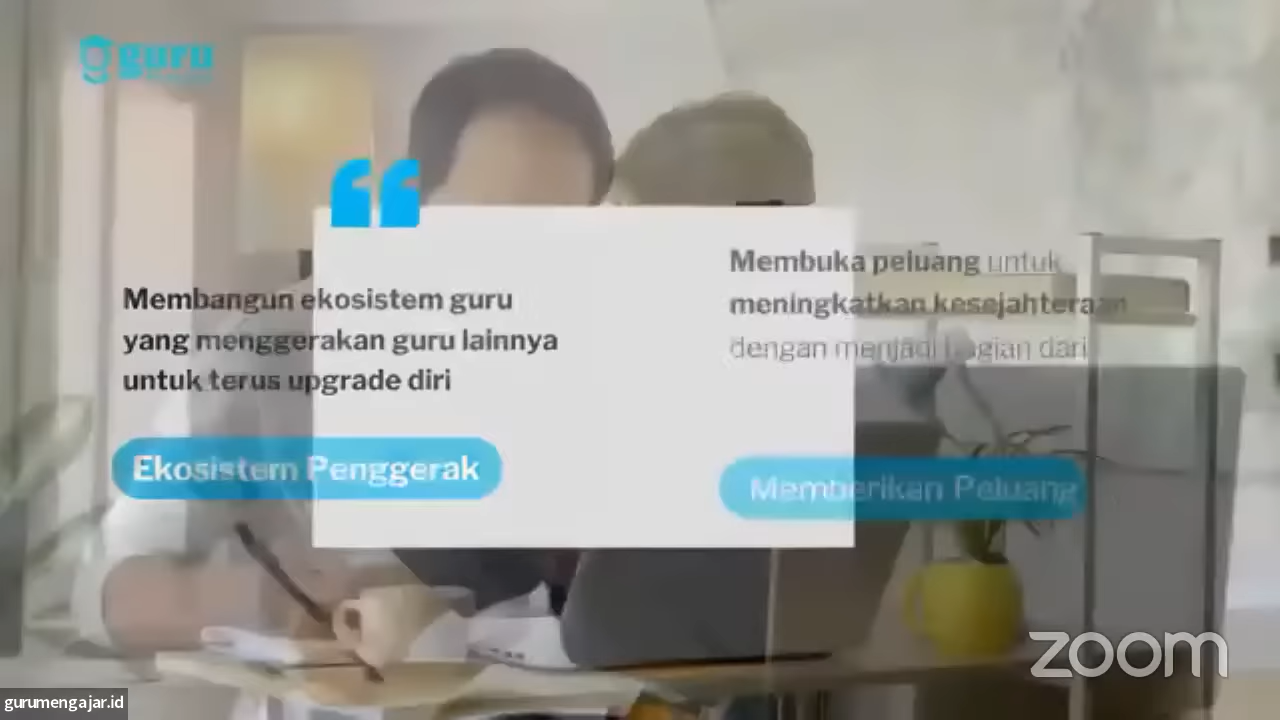 guru
Membangun ekosistem guru
yang menggerakan guru lainnya
untuk terus upgrade diri
Ekosistem Penggerak
Membuka peluang untuk
meningkatkan kesejahteraan
dengan menjadi bagian dari
Memberikan Peluang
zoom
gurumengajar.id